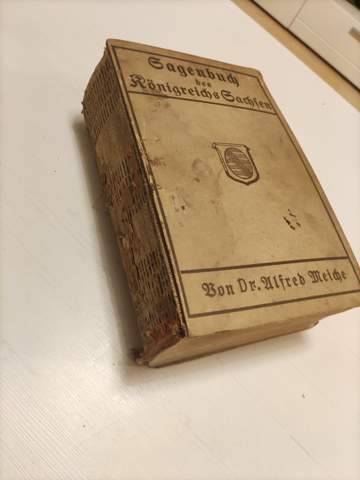 Sagenbuch
des
Königreichs Sachsen
Von Dr. Alfred Meiche